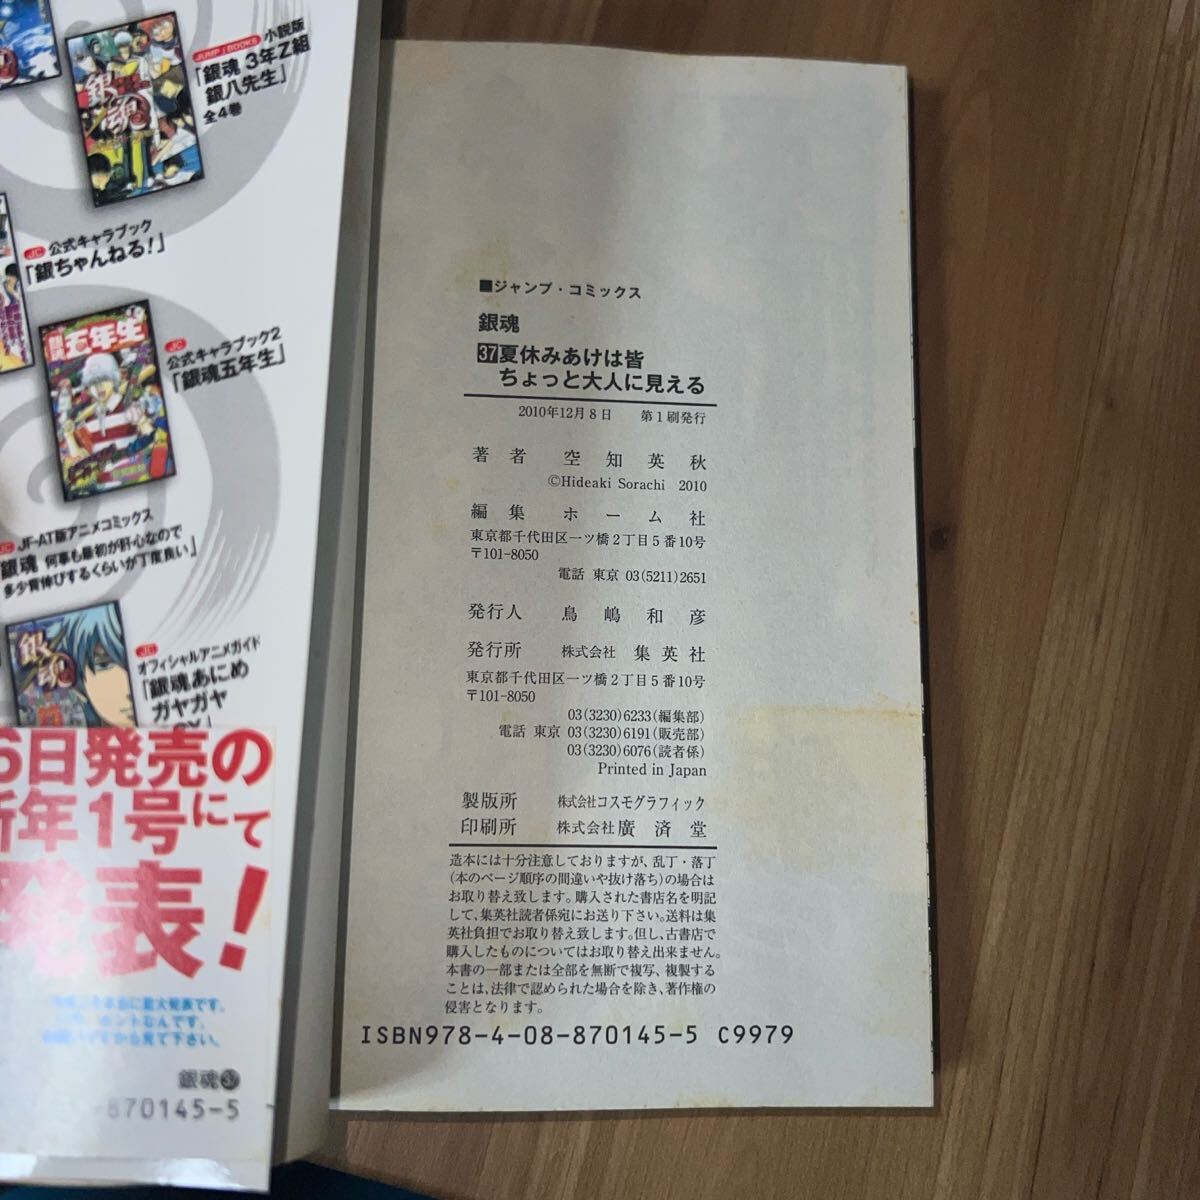 JUMP J BOOKS 小説版
「銀魂 3年Z組
銀八先生」
全4巻
銀魂
JC 公式キャラブック
「銀ちゃんねる!」
五年生
JC
公式キャラブック2
「銀魂五年生」
JC JF-AT版アニメコミックス
銀魂 何事も最初が肝心なので
多少背伸びするくらいが丁度良い」
銀魂
オフィシャルアニメガイド
「銀魂あにめ
ガヤガヤ
6日発売の
新年1号にて
発表!
銀魂37
-870145-5
■ジャンプ・コミックス
銀魂
37夏休みあけは皆
ちょっと大人に見える
2010年12月8日 第1刷発行
著者 空知英秋
©Hideaki Sorachi 2010
編集 ホーム社
東京都千代田区一ツ橋2丁目5番10号
〒101-8050
電話 東京 03(5211)2651
発行人 鳥嶋和彦
発行所 株式会社 集英社
東京都千代田区一ツ橋2丁目5番10号
〒101-8050
03(3230)6233(編集部)
電話 東京 03(3230)6191(販売部)
03(3230)6076(読者係)
Printed in Japan
製版所 株式会社コスモグラフィック
印刷所 株式会社 廣済堂
造本には十分注意しておりますが、乱丁・落丁
(本のページ順序の間違いや抜け落ち)の場合は
お取り替え致します。購入された書店名を明記
して、集英社読者係宛にお送り下さい。送料は集
英社負担でお取り替え致します。但し、古書店で
購入したものについてはお取り替え出来ません。
本書の一部または全部を無断で複写、複製する
ことは、法律で認められた場合を除き、著作権の
侵害となります。
ISBN978-4-08-870145-5 C9979